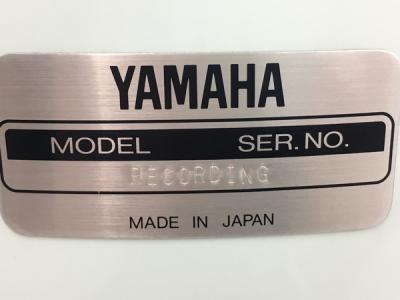 YAMAHA
MODEL SER. NO.
RECORDING
MADE IN JAPAN